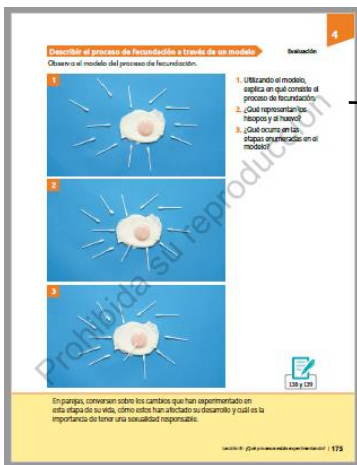 4
Describir el proceso de fecundación a través de un modelo
Evaluación
Observa el modelo del proceso de fecundación.
1
1. Utilizando el modelo,
explica en qué consiste el
proceso de fecundación.
2. ¿Qué representan los
hisopos y el huevo?
3. ¿Qué ocurre en las
etapas enumeradas en el
modelo?
2
3
Prohibida su reproducción
138 y 139
En parejas, conversen sobre los cambios que han experimentado en
esta etapa de su vida, cómo estos han afectado su desarrollo y cuál es la
importancia de tener una sexualidad responsable.
¿Qué procesos estás experimentando? | 175